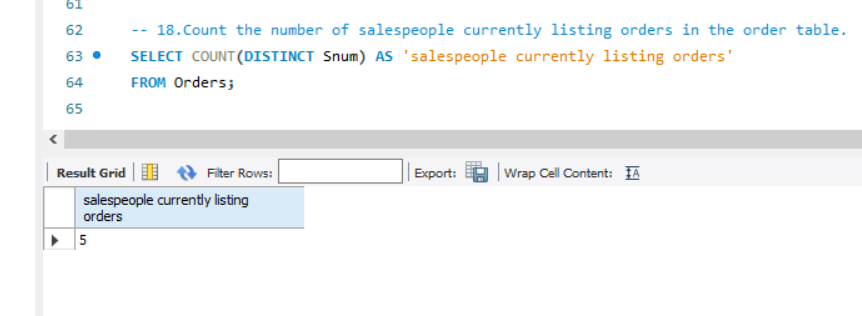 61
62 -- 18.Count the number of salespeople currently listing orders in the order table.
63 SELECT COUNT(DISTINCT Snum) AS 'salespeople currently listing orders'
64 FROM Orders;
65
Result Grid Filter Rows: Export: Wrap Cell Content: IA
salespeople currently listing
orders
5